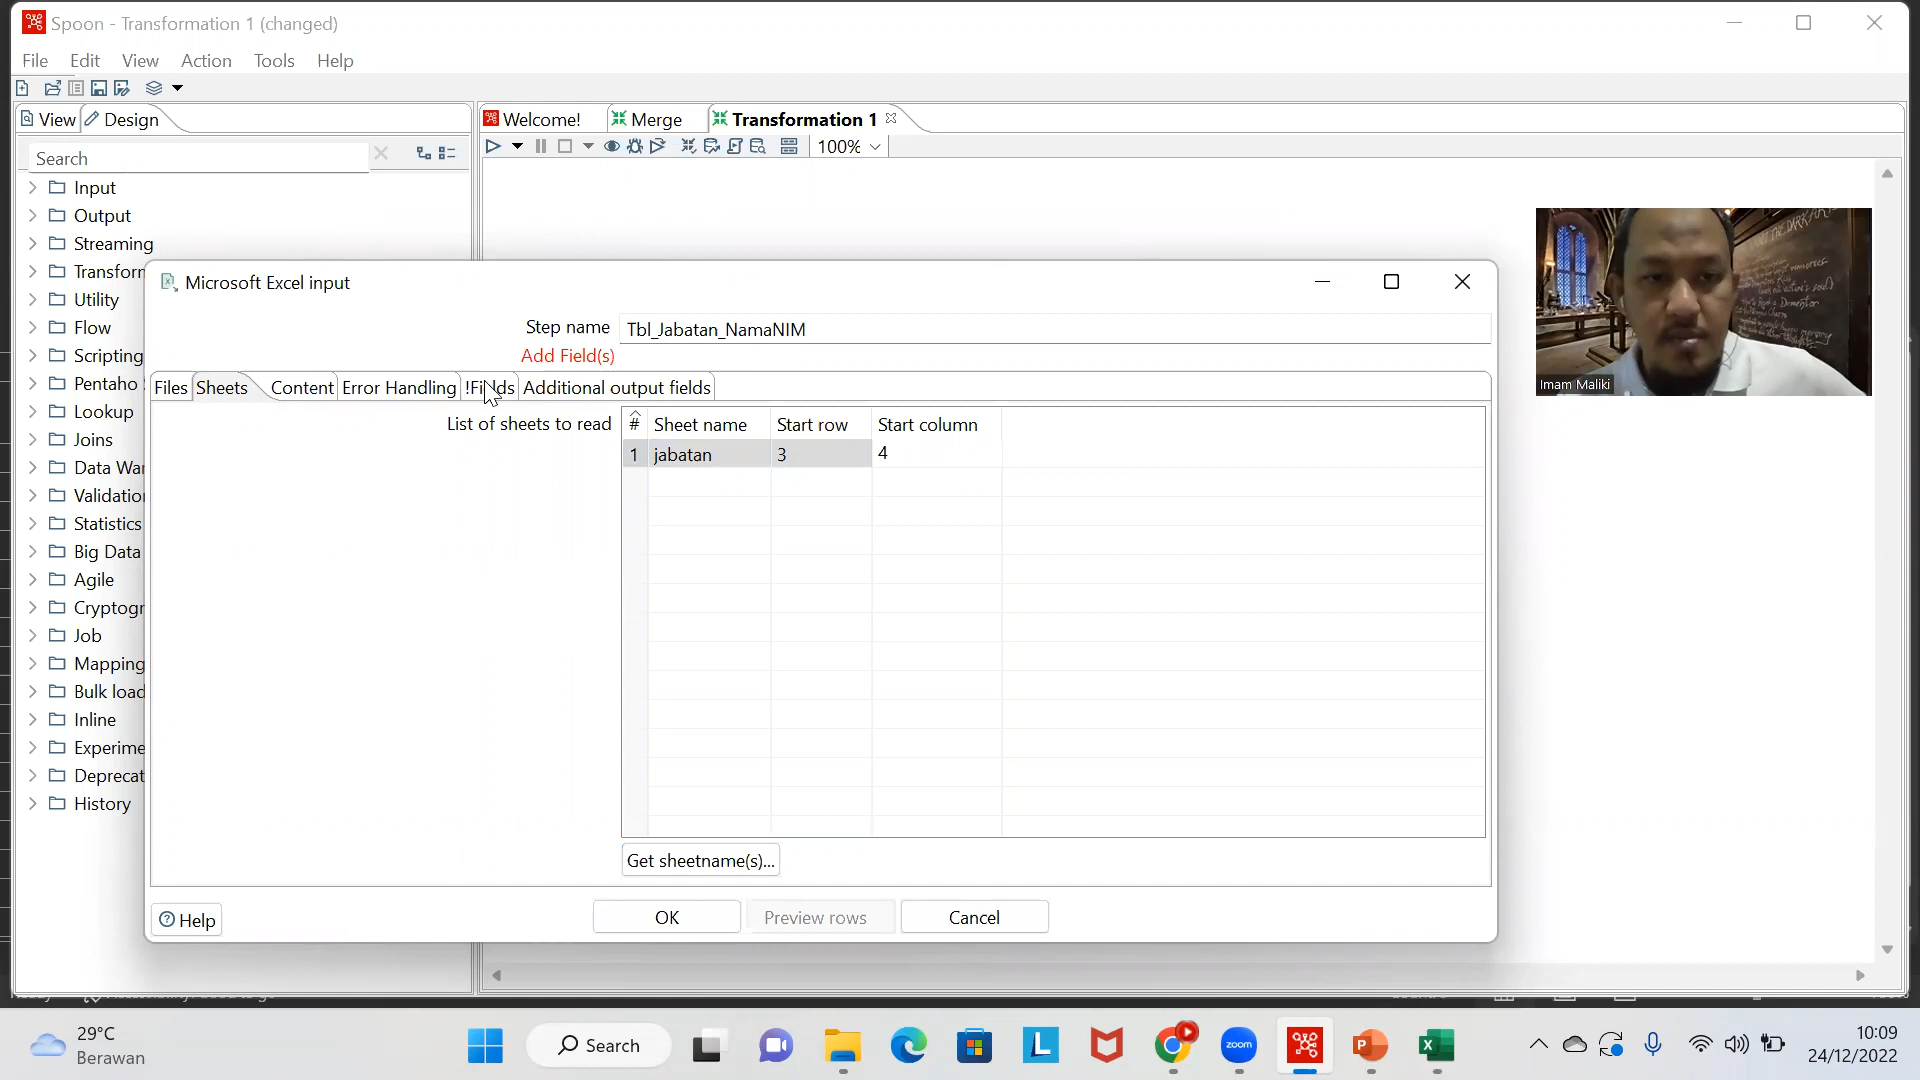 Spoon - Transformation 1 (changed)
File Edit View Action Tools Help
View Design
Welcome! Merge Transformation 1
Search
100%
Input
Output
Streaming
Transforn
Utility
Flow
Scripting
Pentaho
Lookup
Joins
Data War
Validation
Statistics
Big Data
Agile
Cryptogr
Job
Mapping
Bulk load
Inline
Experime
Deprecat
History
Microsoft Excel input
Step name Tbl_Jabatan_NamaNIM
Add Field(s)
Files Sheets Content Error Handling !Fields Additional output fields
List of sheets to read
# Sheet name Start row Start column
1 jabatan 3 4
Get sheetname(s)...
Help OK Preview rows Cancel
Imam Maliki
29°C
Berawan
Search
zoom
10:09
24/12/2022